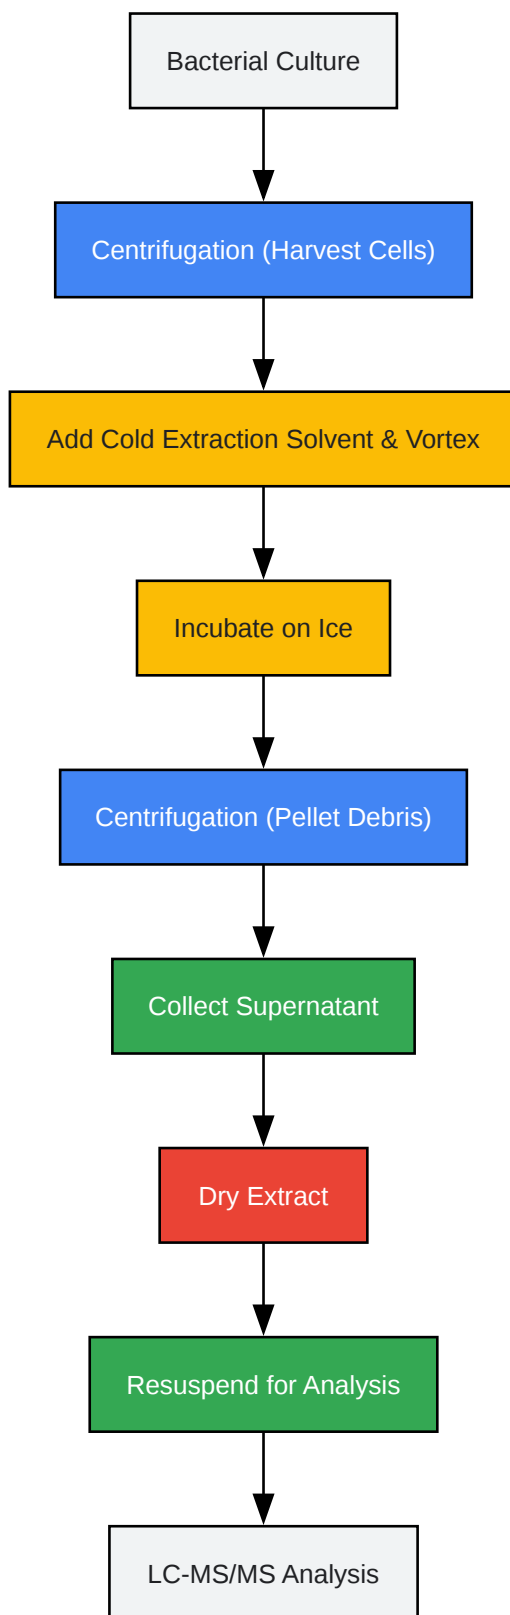 Bacterial Culture
Centrifugation (Harvest Cells)
Add Cold Extraction Solvent & Vortex
Incubate on Ice
Centrifugation (Pellet Debris)
Collect Supernatant
Dry Extract
Resuspend for Analysis
LC-MS/MS Analysis